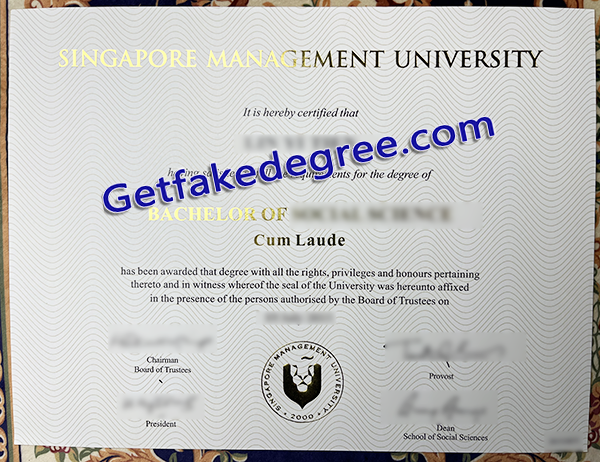 SINGAPORE MANAGEMENT UNIVERSITY
It is hereby certified that
Getfakedegree.com
for the degree of
BACHELOR OF SOCIAL SCIENCE
Cum Laude
has been awarded that degree with all the rights, privileges and honours pertaining
thereto and in witness whereof the seal of the University was hereunto affixed
in the presence of the persons authorised by the Board of Trustees on
Chairman
Board of Trustees
Provost
President
Dean
School of Social Sciences
SINGAPORE MANAGEMENT UNIVERSITY
2000